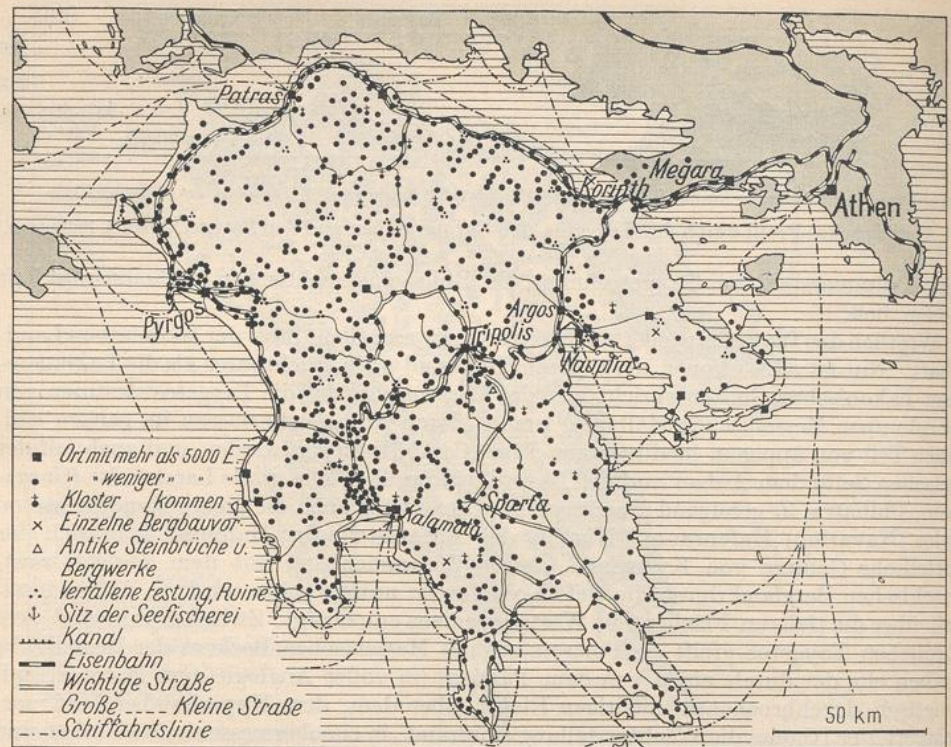 Patras
Megara
Korinth
Athen
Pyrgos
Argos
Tripolis
Nauplia
Ort mit mehr als 5000 E
" weniger "
Kloster [kommen
Einzelne Bergbauvor-
Antike Steinbrüche u.
Bergwerke
Verfallene Festung, Ruine
Sitz der Seefischerei
Kanal
Eisenbahn
Wichtige Straße
Große, Kleine Straße
Schiffahrtslinie
Kalamata
Sparta
50 km